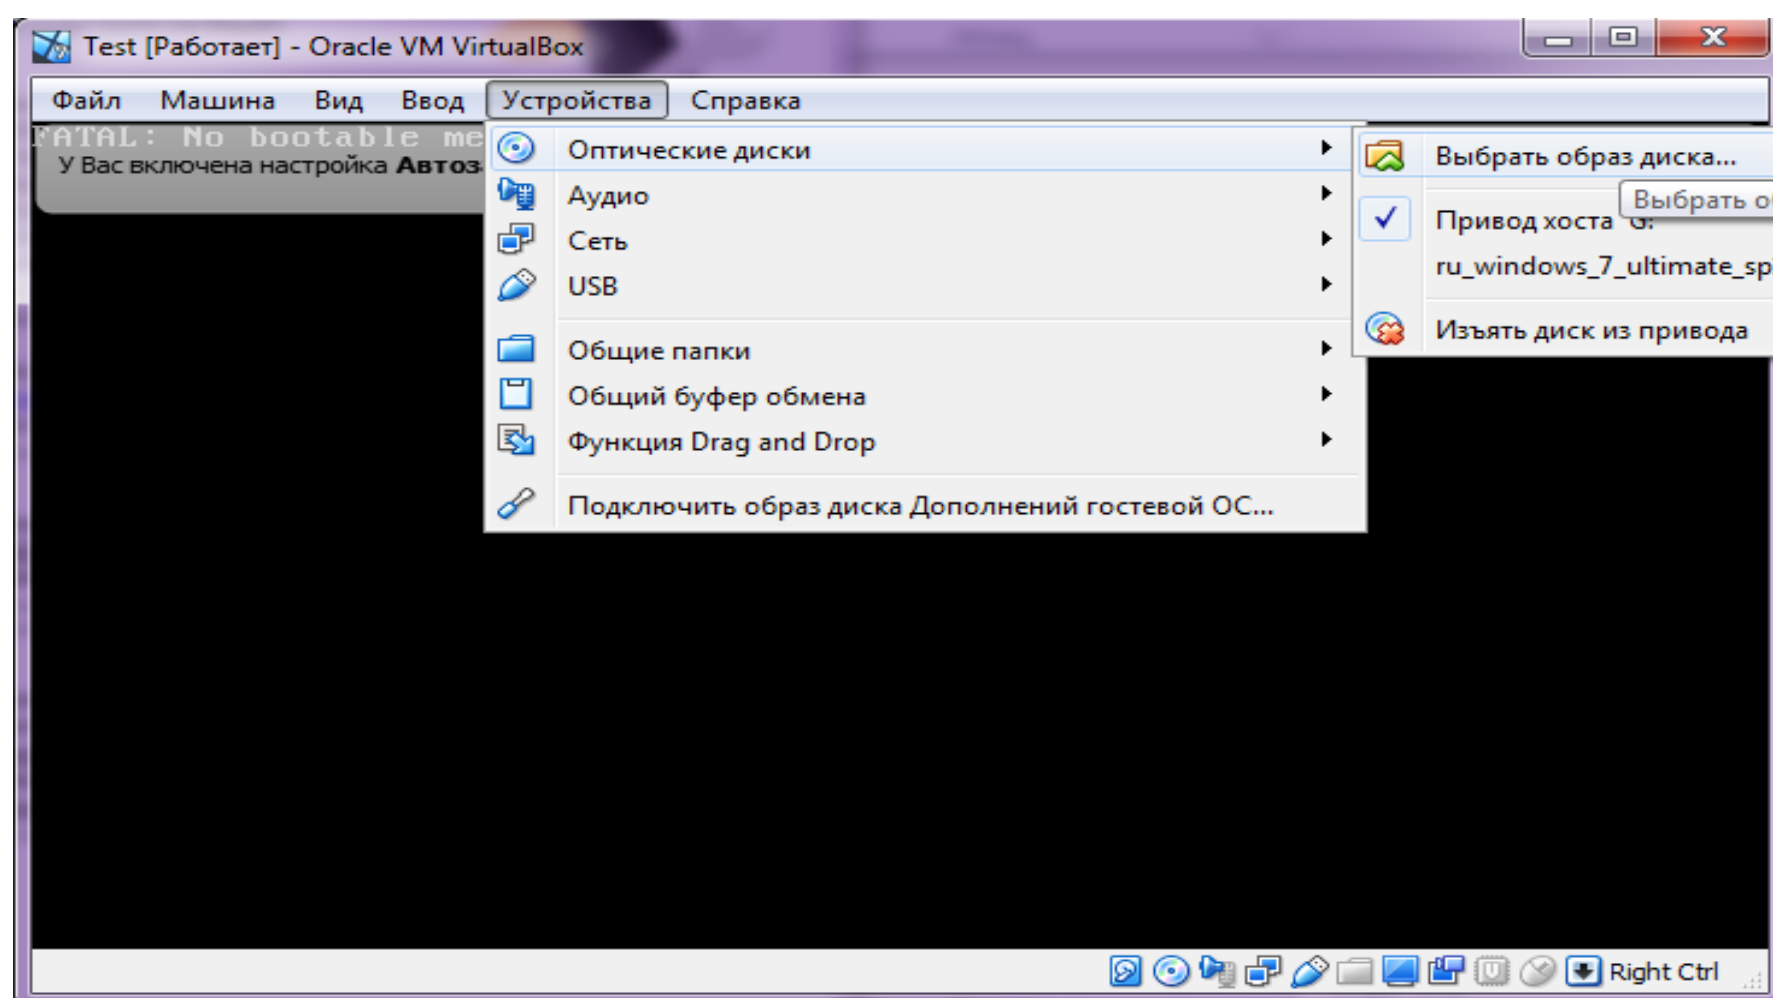 Test [Работает] - Oracle VM VirtualBox
Файл Машина Вид Ввод Устройства Справка
FATAL: No bootable
У Вас включена настройка
Оптические диски
Аудио
Сеть
USB
Общие папки
Общий буфер обмена
Функция Drag and Drop
Подключить образ диска Дополнений гостевой ОС...
Выбрать образ диска...
Выбрать
Привод хоста
ru_windows_7_ultimate_sp
Изъять диск из привода
Right Ctrl